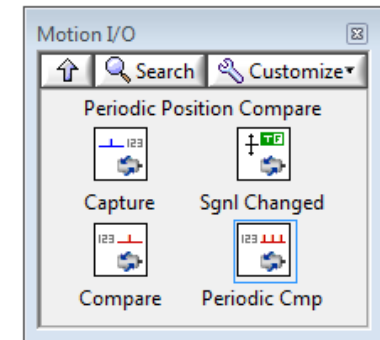 Motion I/O
Search Customize
Periodic Position Compare
123 TF
Capture Sgnl Changed
123 123
Compare Periodic Cmp